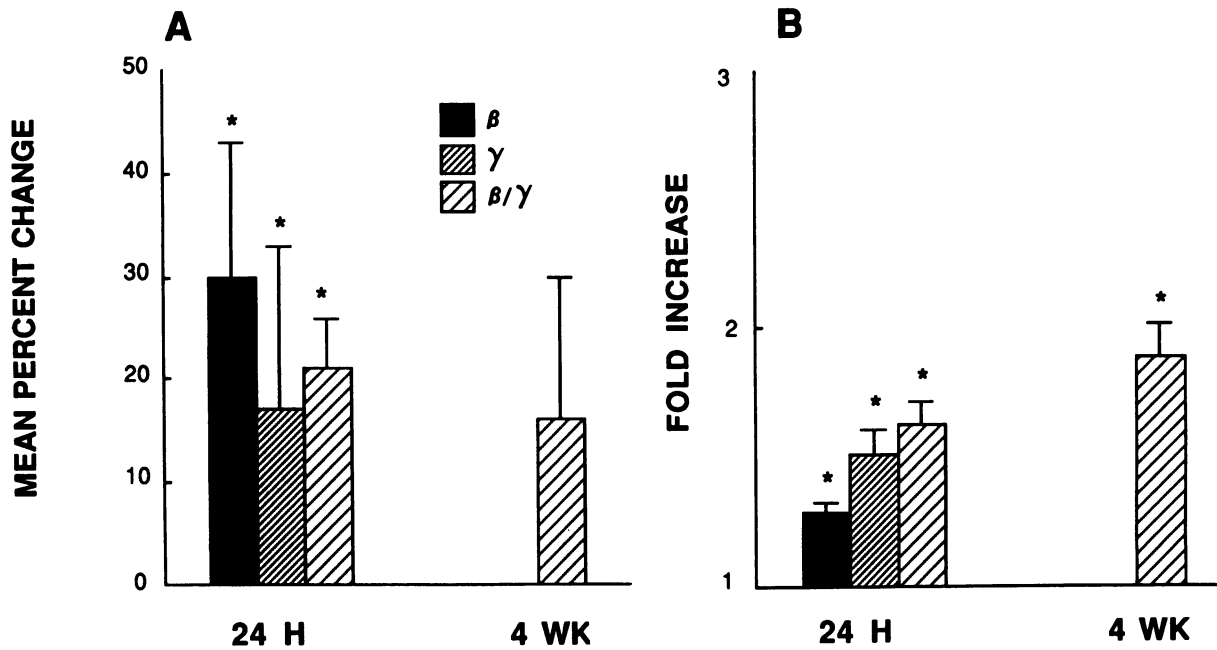 A
MEAN PERCENT CHANGE
50
40
30
20
10
0
*
*
*
β
γ
β/γ
24 H
4 WK
B
FOLD INCREASE
3
2
1
*
*
*
*
24 H
4 WK